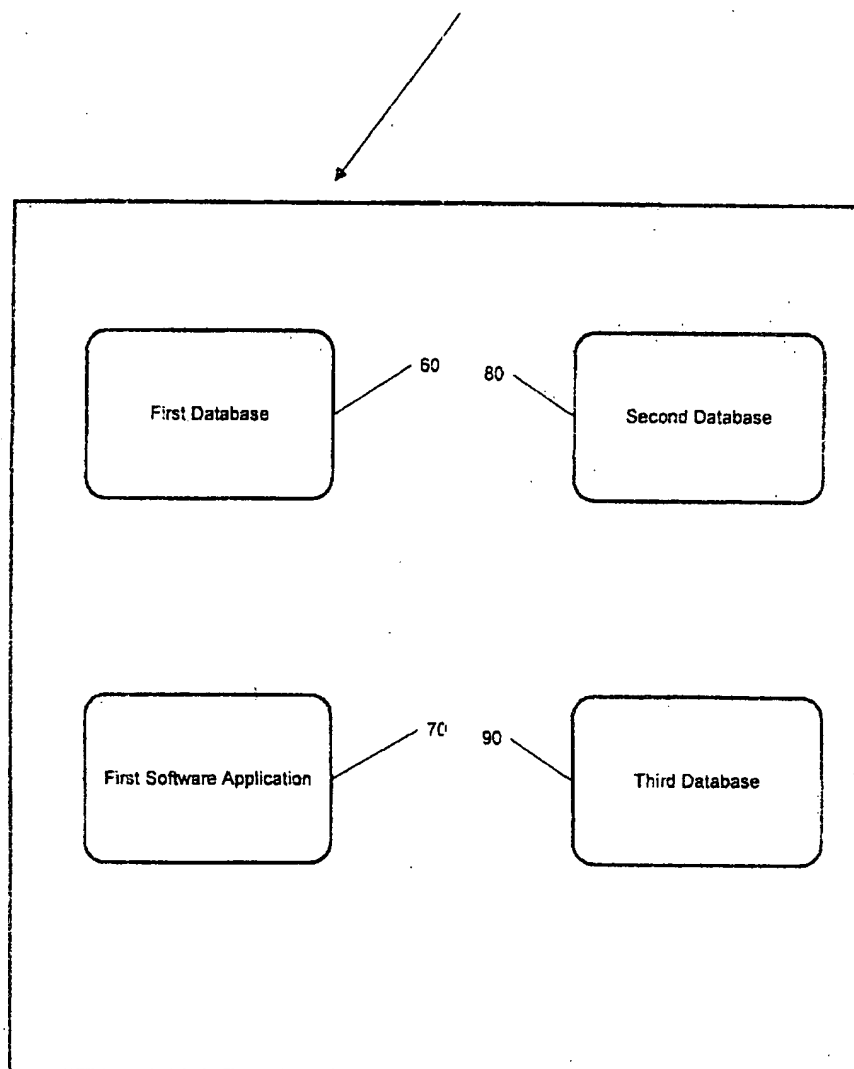 60
80
First Database
Second Database
70
90
First Software Application
Third Database